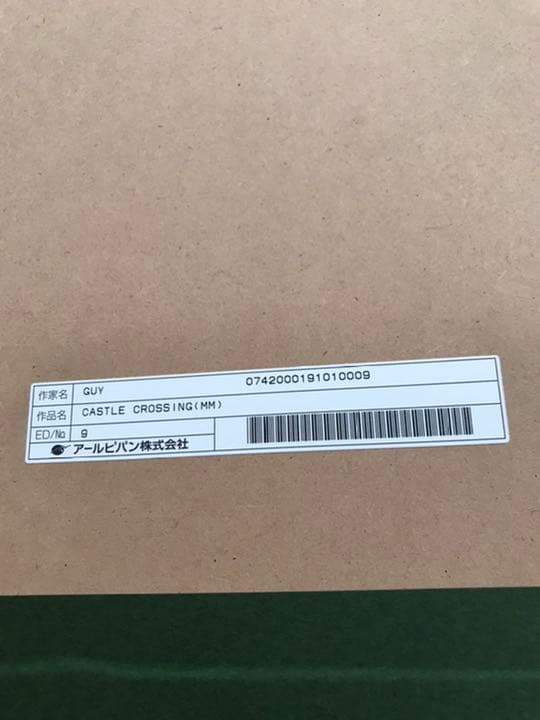 作家名 GUY 0742000191010009
作品名 CASTLE CROSSING(MM)
ED/No. 9
アールビバン株式会社